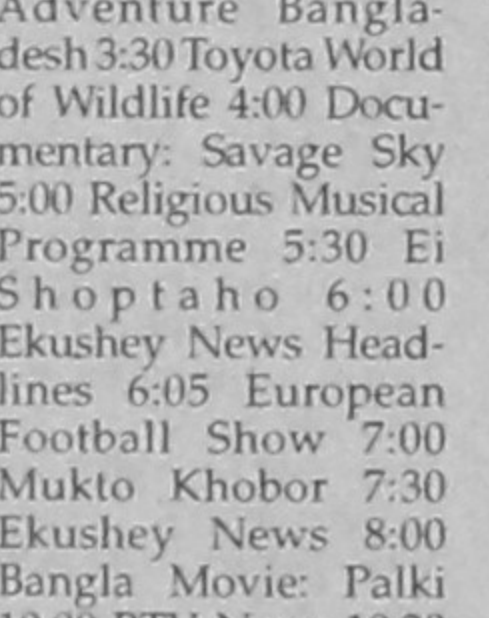 Adventure Bangla-
desh 3:30 Toyota World
of Wildlife 4:00 Docu-
mentary: Savage Sky
5:00 Religious Musical
Programme 5:30 Ei
Shoptaho 6:00
Ekushey News Head-
lines 6:05 European
Football Show 7:00
Mukto Khobor 7:30
Ekushey News 8:00
Bangla Movie: Palki